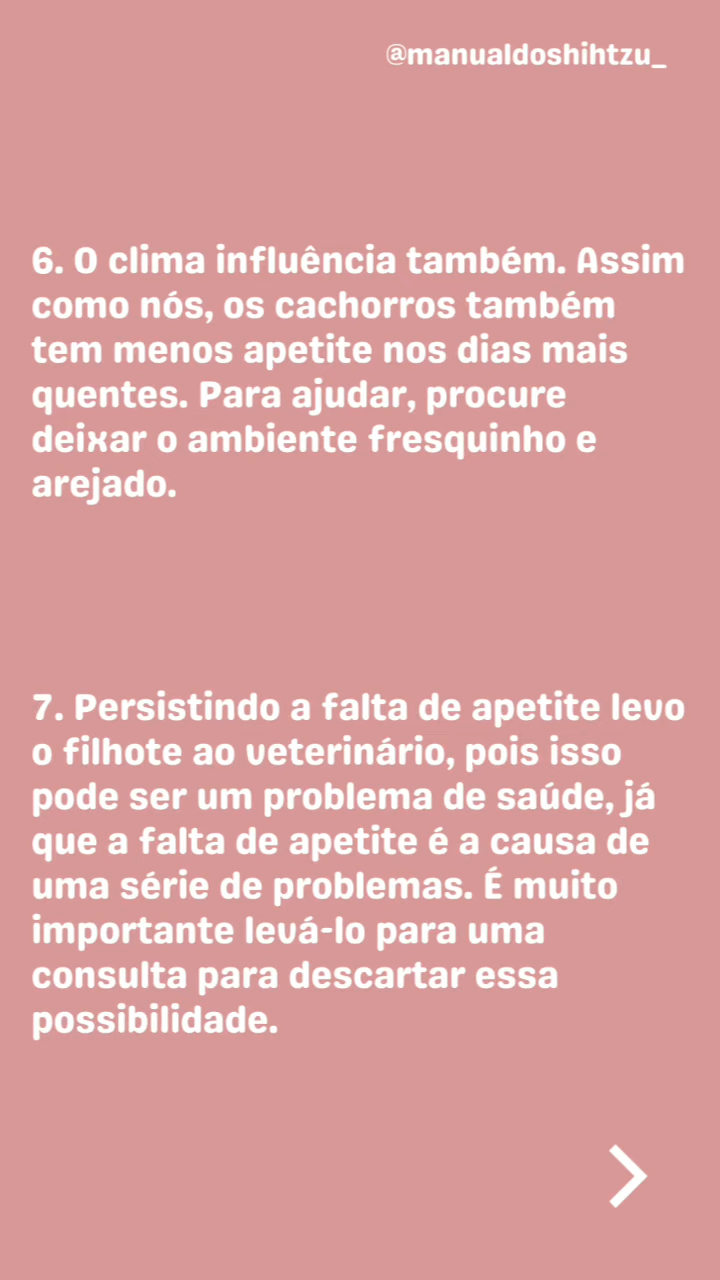 @manualdoshihtzu_
6. O clima influência também. Assim
como nós, os cachorros também
tem menos apetite nos dias mais
quentes. Para ajudar, procure
deixar o ambiente fresquinho e
arejado.
7. Persistindo a falta de apetite levo
o filhote ao veterinário, pois isso
pode ser um problema de saúde, já
que a falta de apetite é a causa de
uma série de problemas. É muito
importante levá-lo para uma
consulta para descartar essa
possibilidade.